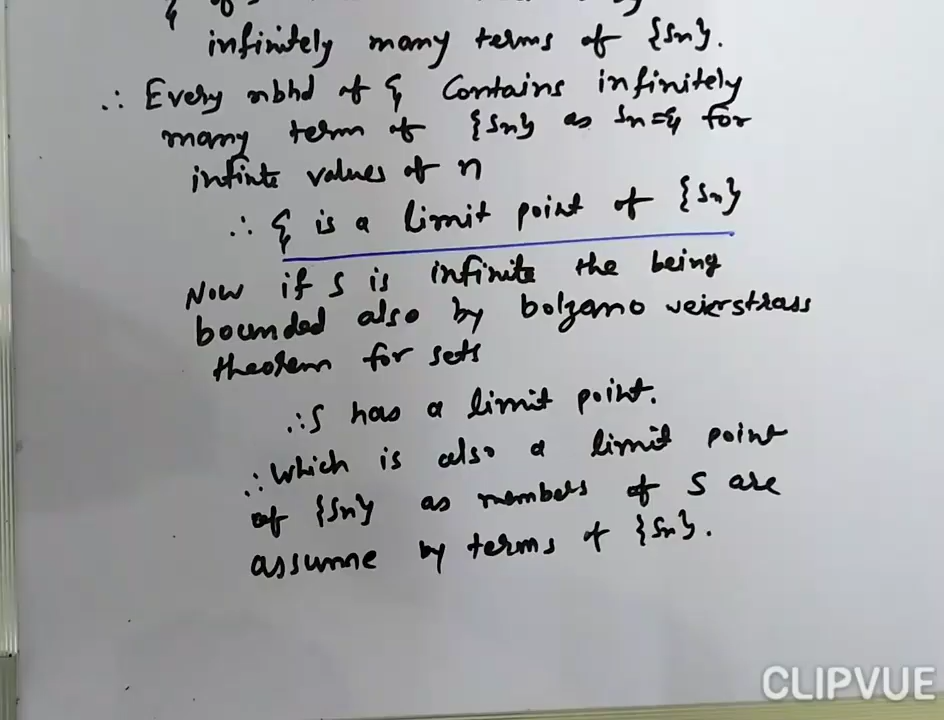 ξ of
infinitely many terms of {Sn}.
∴ Every nbhd of ξ Contains infinitely
many term of {Sn} as Sn=ξ for
infinite values of n
∴ ξ is a limit point of {Sn}
Now if S is infinite the being
bounded also by bolzano veierstrass
theorem for sets
∴ S has a limit point.
∴ Which is also a limit point
of {Sn} as members of S are
assume by terms of {Sn}.
CLIPVUE